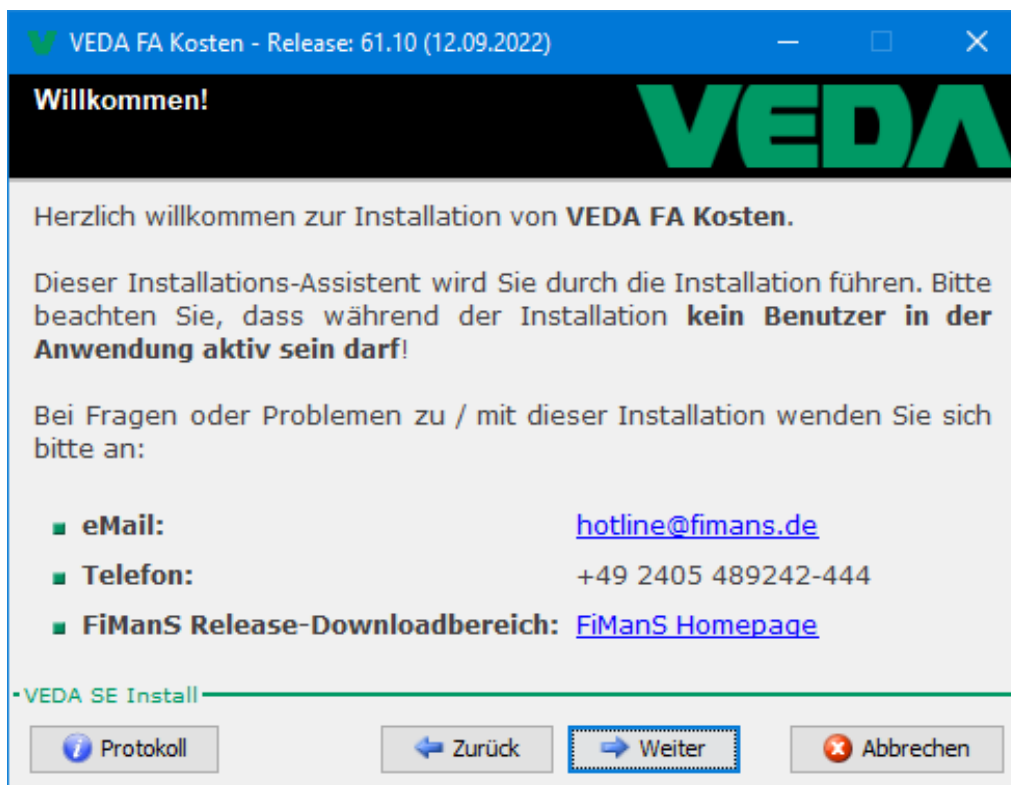 VEDA FA Kosten - Release: 61.10 (12.09.2022)
Willkommen!
VEDA
Herzlich willkommen zur Installation von VEDA FA Kosten.
Dieser Installations-Assistent wird Sie durch die Installation führen. Bitte
beachten Sie, dass während der Installation kein Benutzer in der
Anwendung aktiv sein darf!
Bei Fragen oder Problemen zu / mit dieser Installation wenden Sie sich
bitte an:
eMail: hotline@fimans.de
Telefon: +49 2405 489242-444
FiManS Release-Downloadbereich: FiManS Homepage
VEDA SE Install
Protokoll Zurück Weiter Abbrechen